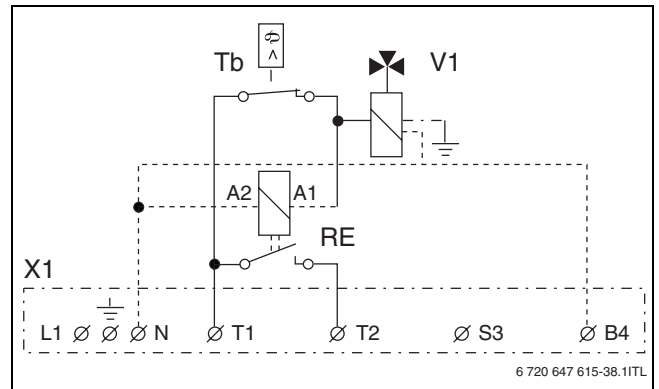 ϑ >
Tb
V1
A2
A1
RE
X1
L1
N
T1
T2
S3
B4
6 720 647 615-38.1ITL